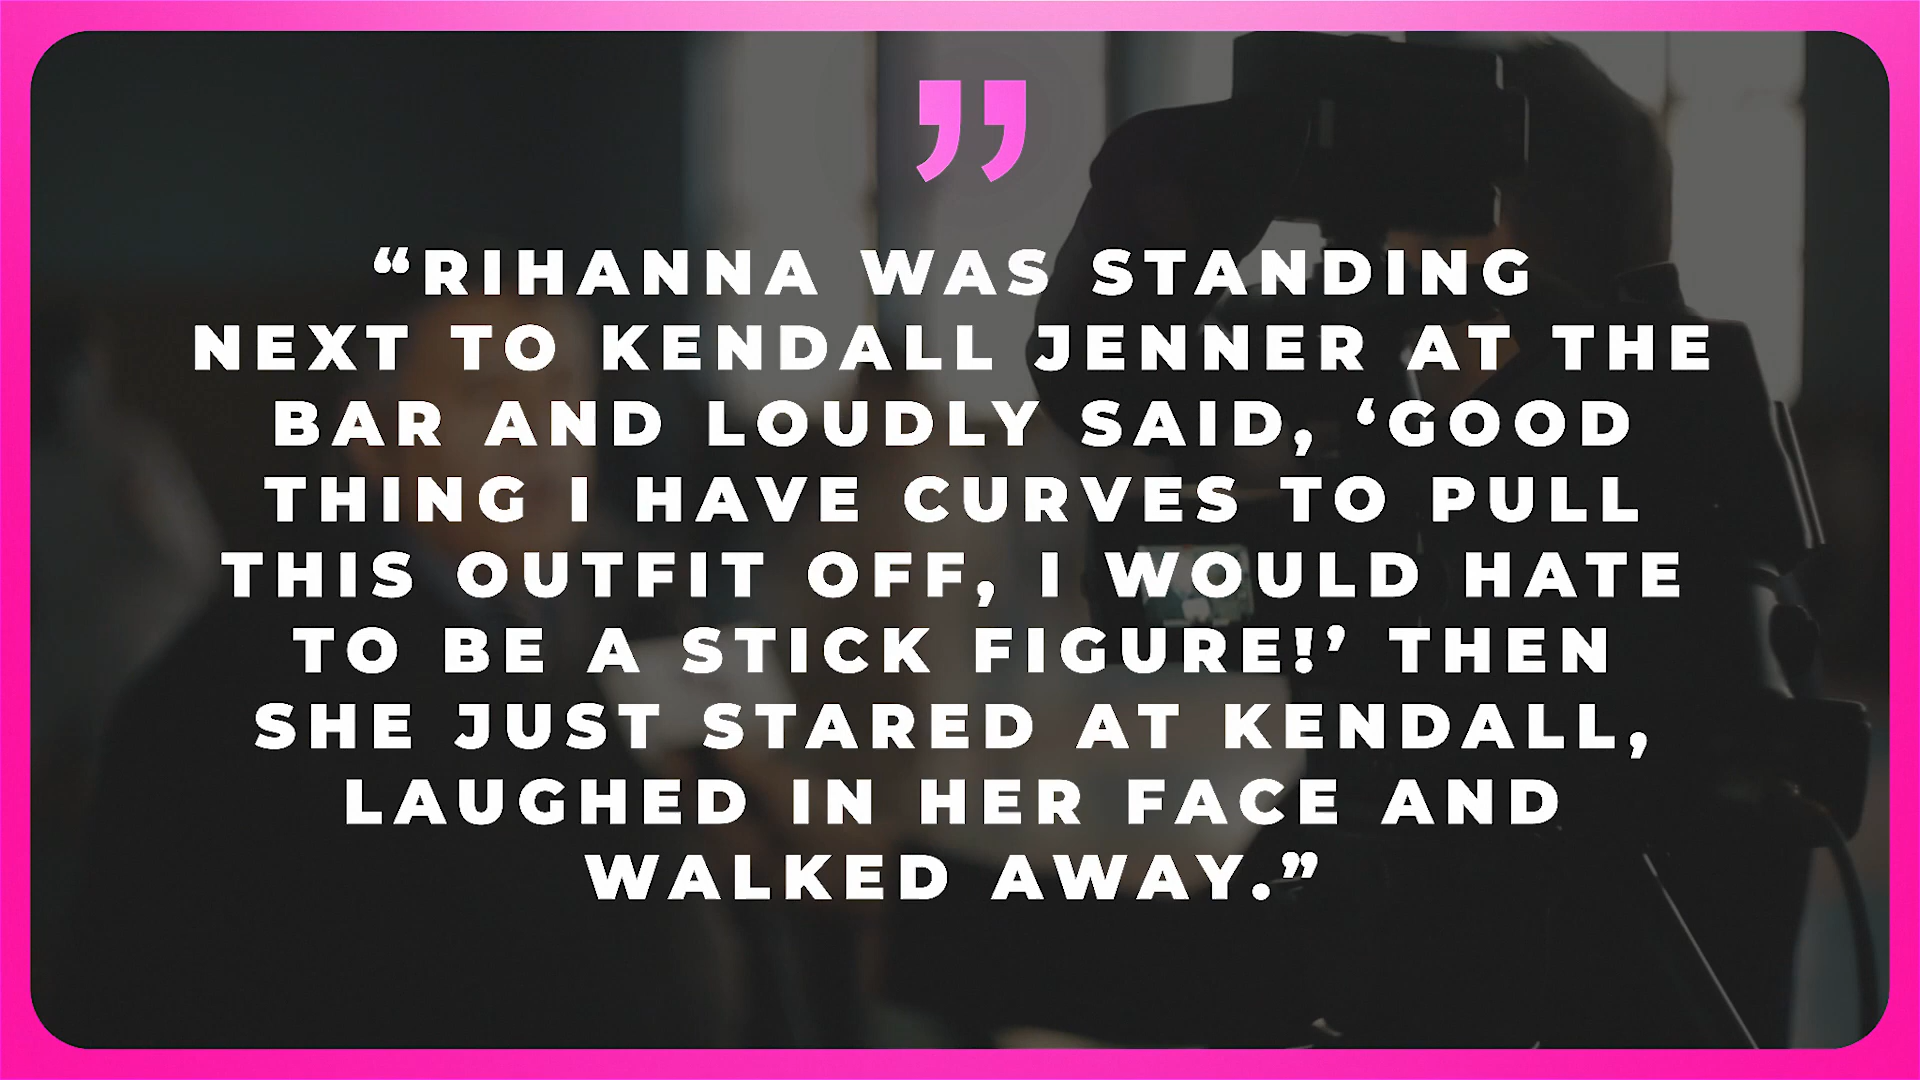 ”
“RIHANNA WAS STANDING
NEXT TO KENDALL JENNER AT THE
BAR AND LOUDLY SAID, ‘GOOD
THING I HAVE CURVES TO PULL
THIS OUTFIT OFF, I WOULD HATE
TO BE A STICK FIGURE!’ THEN
SHE JUST STARED AT KENDALL,
LAUGHED IN HER FACE AND
WALKED AWAY.”